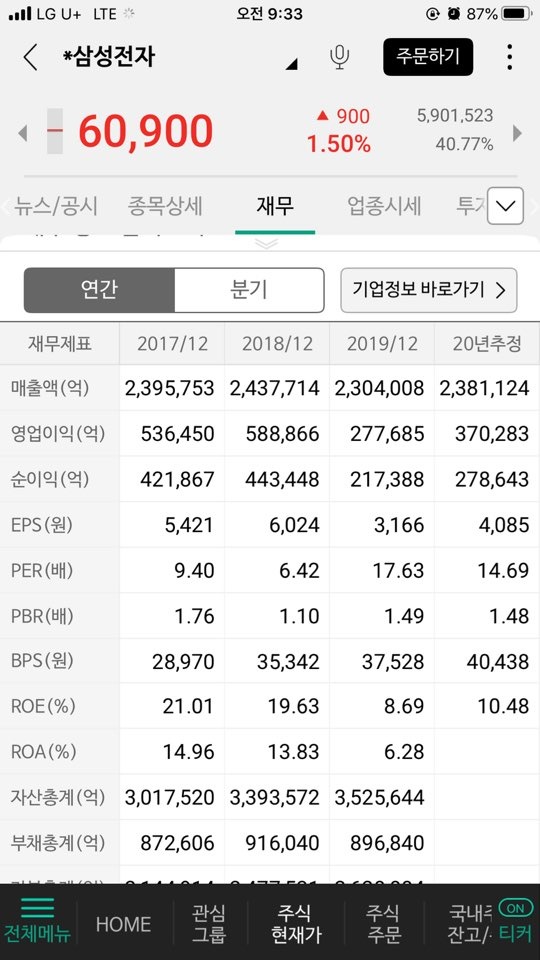 LG U+ LTE 오전 9:33 87%
*삼성전자 주문하기
60,900 ▲ 900 5,901,523
1.50% 40.77%
뉴스/공시 종목상세 재무 업종시세
연간 분기 기업정보 바로가기 >
재무제표 2017/12 2018/12 2019/12 20년추정
매출액(억) 2,395,753 2,437,714 2,304,008 2,381,124
영업이익(억) 536,450 588,866 277,685 370,283
순이익(억) 421,867 443,448 217,388 278,643
EPS(원) 5,421 6,024 3,166 4,085
PER(배) 9.40 6.42 17.63 14.69
PBR(배) 1.76 1.10 1.49 1.48
BPS(원) 28,970 35,342 37,528 40,438
ROE(%) 21.01 19.63 8.69 10.48
ROA(%) 14.96 13.83 6.28
자산총계(억) 3,017,520 3,393,572 3,525,644
부채총계(억) 872,606 916,040 896,840
전체메뉴 HOME 관심 그룹 주식 현재가 주식 주문 국내주 잔고/ ON 티커